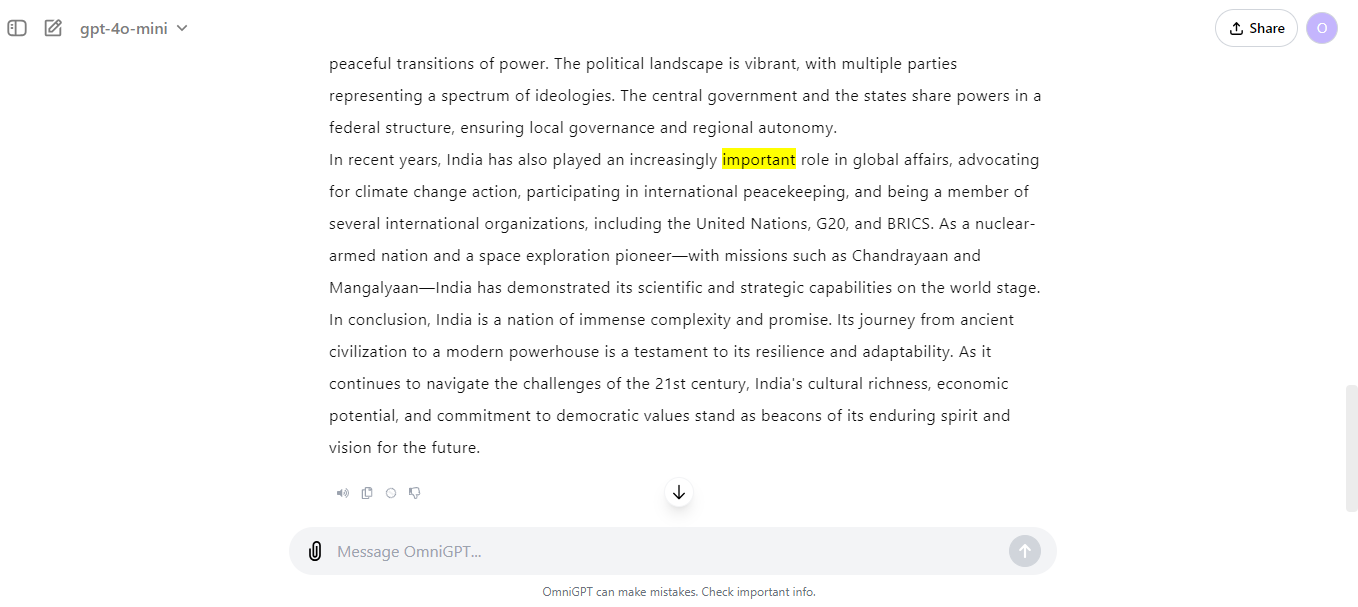 gpt-4o-mini
Share
O
peaceful transitions of power. The political landscape is vibrant, with multiple parties
representing a spectrum of ideologies. The central government and the states share powers in a
federal structure, ensuring local governance and regional autonomy.
In recent years, India has also played an increasingly important role in global affairs, advocating
for climate change action, participating in international peacekeeping, and being a member of
several international organizations, including the United Nations, G20, and BRICS. As a nuclear-
armed nation and a space exploration pioneer—with missions such as Chandrayaan and
Mangalyaan—India has demonstrated its scientific and strategic capabilities on the world stage.
In conclusion, India is a nation of immense complexity and promise. Its journey from ancient
civilization to a modern powerhouse is a testament to its resilience and adaptability. As it
continues to navigate the challenges of the 21st century, India's cultural richness, economic
potential, and commitment to democratic values stand as beacons of its enduring spirit and
vision for the future.
Message OmniGPT...
OmniGPT can make mistakes. Check important info.